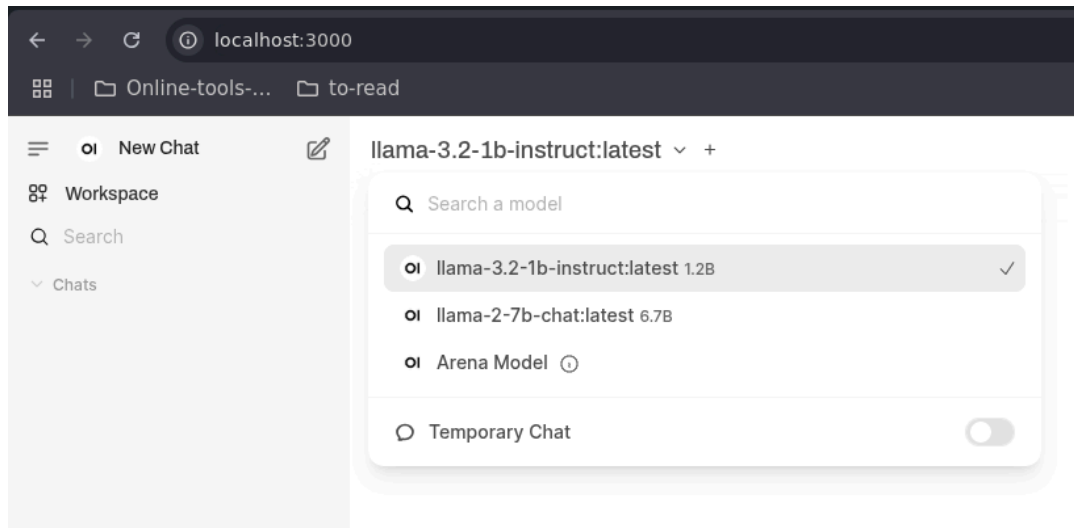 localhost:3000
Online-tools-... to-read
New Chat
Workspace
Search
Chats
llama-3.2-1b-instruct:latest
Search a model
OI llama-3.2-1b-instruct:latest 1.2B
OI llama-2-7b-chat:latest 6.7B
OI Arena Model
Temporary Chat